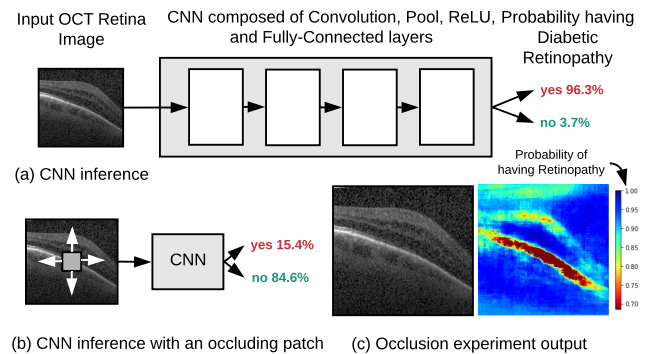 Input OCT Retina
Image
CNN composed of Convolution, Pool, ReLU,
and Fully-Connected layers
Probability having
Diabetic
Retinopathy
yes 96.3%
no 3.7%
(a) CNN inference
Probability of
having Retinopathy
yes 15.4%
CNN
no 84.6%
1.00
0.95
0.90
0.85
0.80
0.75
0.70
(b) CNN inference with an occluding patch
(c) Occlusion experiment output